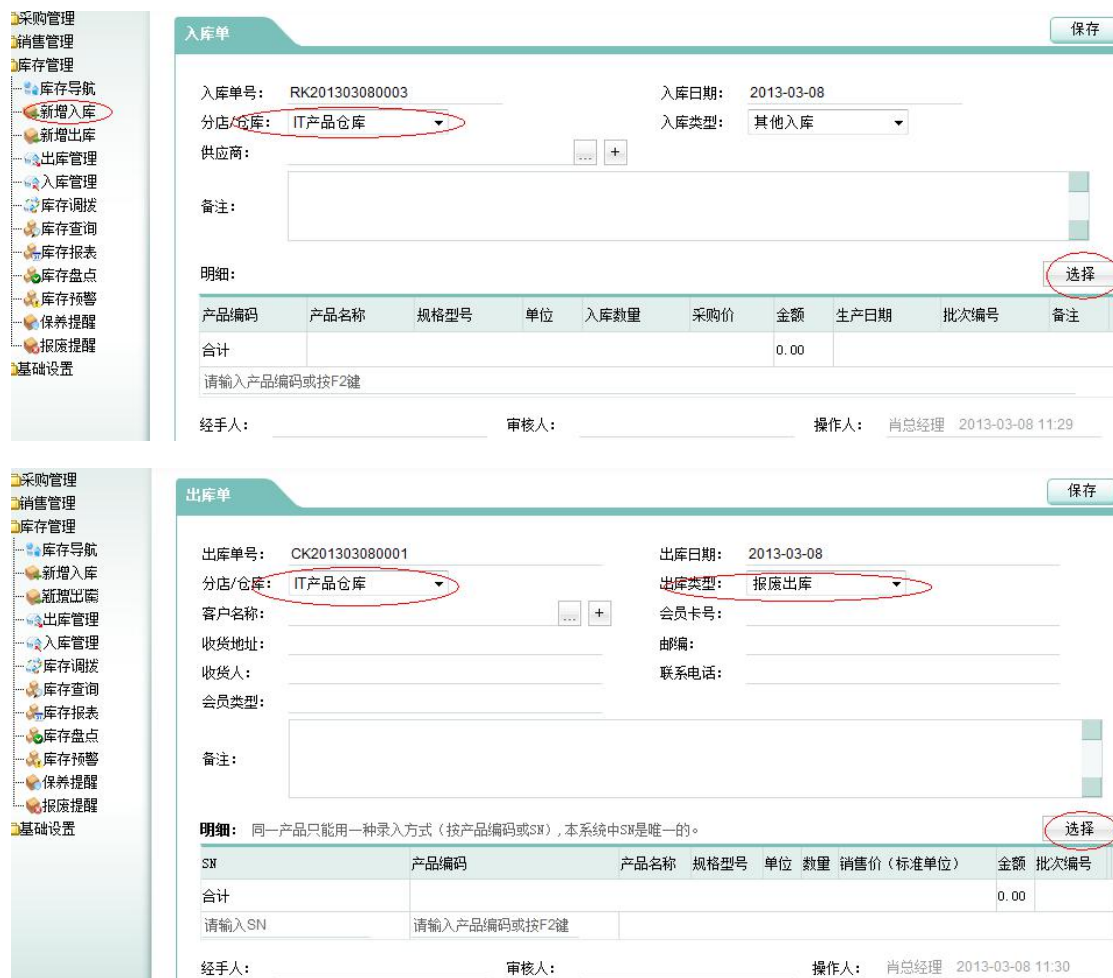 采购管理
销售管理
库存管理
库存导航
新增入库
新增出库
出库管理
入库管理
库存调拨
库存查询
库存报表
库存盘点
库存预警
保养提醒
报废提醒
基础设置
入库单 保存
入库单号: RK201303080003 入库日期: 2013-03-08
分店/仓库: IT产品仓库 入库类型: 其他入库
供应商: ... +
备注:
明细: 选择
产品编码 产品名称 规格型号 单位 入库数量 采购价 金额 生产日期 批次编号 备注
合计 0.00
请输入产品编码或按F2键
经手人: 审核人: 操作人: 肖总经理 2013-03-08 11:29
采购管理
销售管理
库存管理
库存导航
新增入库
新增出库
出库管理
入库管理
库存调拨
库存查询
库存报表
库存盘点
库存预警
保养提醒
报废提醒
基础设置
出库单 保存
出库单号: CK201303080001 出库日期: 2013-03-08
分店/仓库: IT产品仓库 出库类型: 报废出库
客户名称: ... + 会员卡号:
收货地址: 邮编:
收货人: 联系电话:
会员类型:
备注:
明细: 同一产品只能用一种录入方式（按产品编码或SN）,本系统中SN是唯一的。 选择
SN 产品编码 产品名称 规格型号 单位 数量 销售价（标准单位） 金额 批次编号
合计 0.00
请输入SN 请输入产品编码或按F2键
经手人: 审核人: 操作人: 肖总经理 2013-03-08 11:30